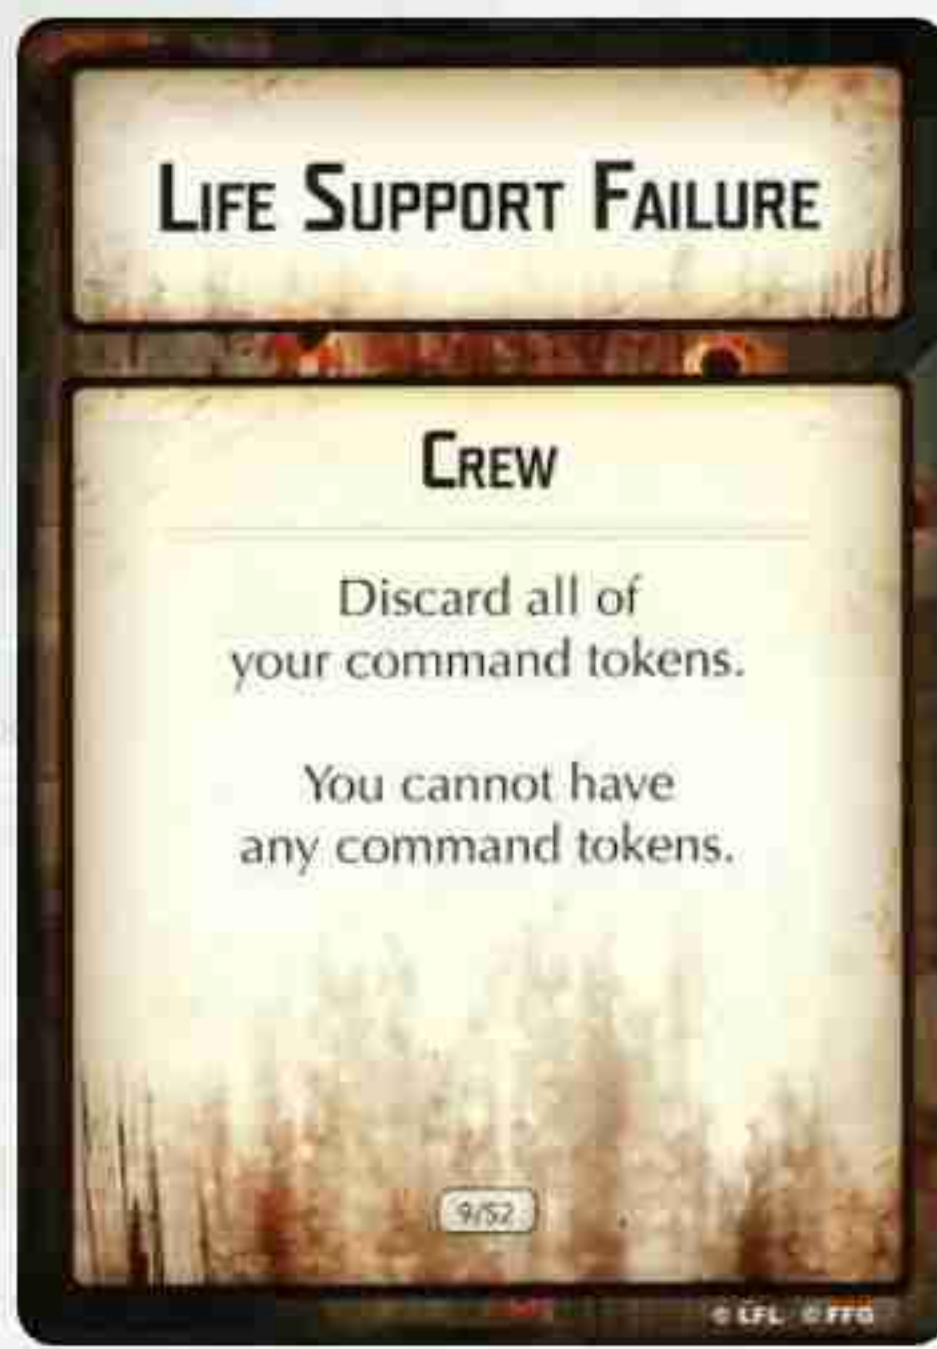 LIFE SUPPORT FAILURE
CREW
Discard all of
your command tokens.
You cannot have
any command tokens.
9/52
© LFL © FFG